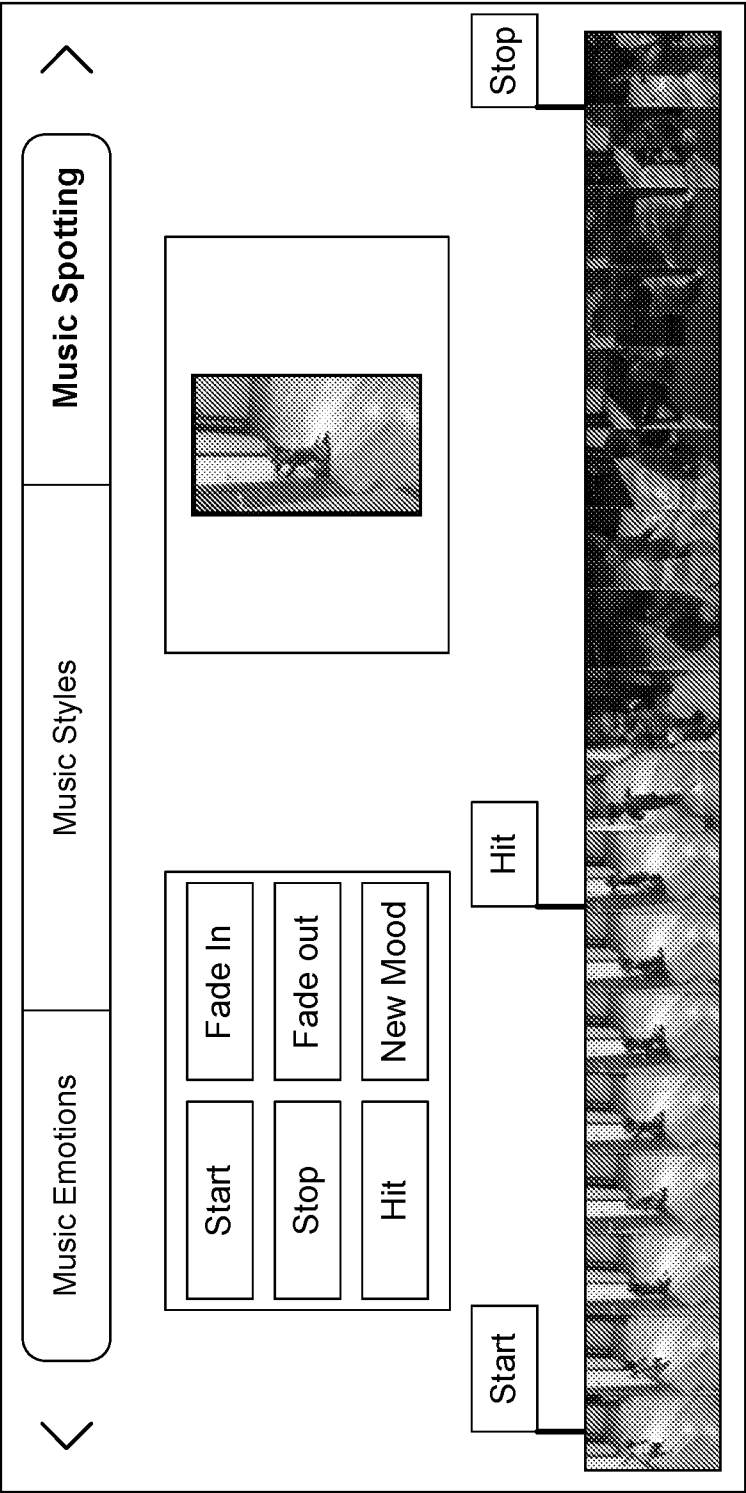 Music Emotions
Music Styles
Music Spotting
Start
Fade In
Stop
Fade out
Hit
New Mood
Start
Hit
Stop